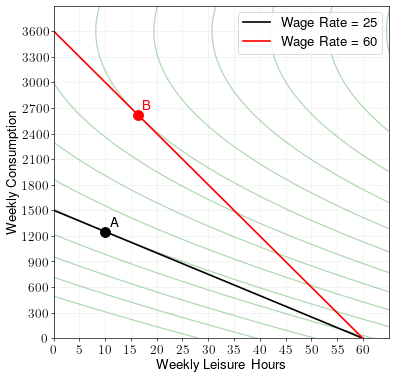 Wage Rate = 25
Wage Rate = 60
3600
3300
3000
2700
2400
2100
1800
1500
1200
900
600
300
0
B
A
0 5 10 15 20 25 30 35 40 45 50 55 60
Weekly Leisure Hours
Weekly Consumption